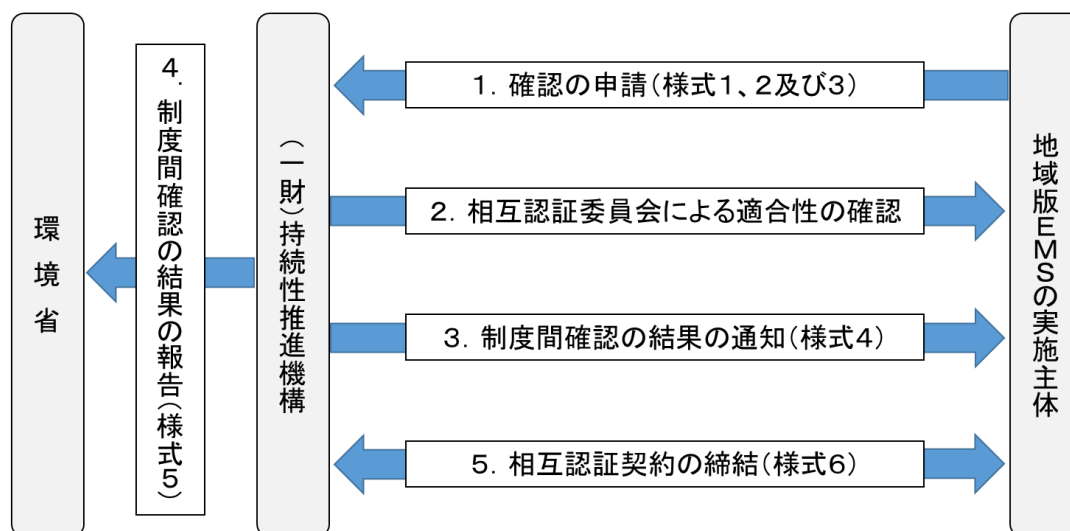 環境省
4．制度間確認の結果の報告（様式5）
（一財）持続性推進機構
1．確認の申請（様式1、2及び3）
2．相互認証委員会による適合性の確認
3．制度間確認の結果の通知（様式4）
5．相互認証契約の締結（様式6）
地域版EMSの実施主体